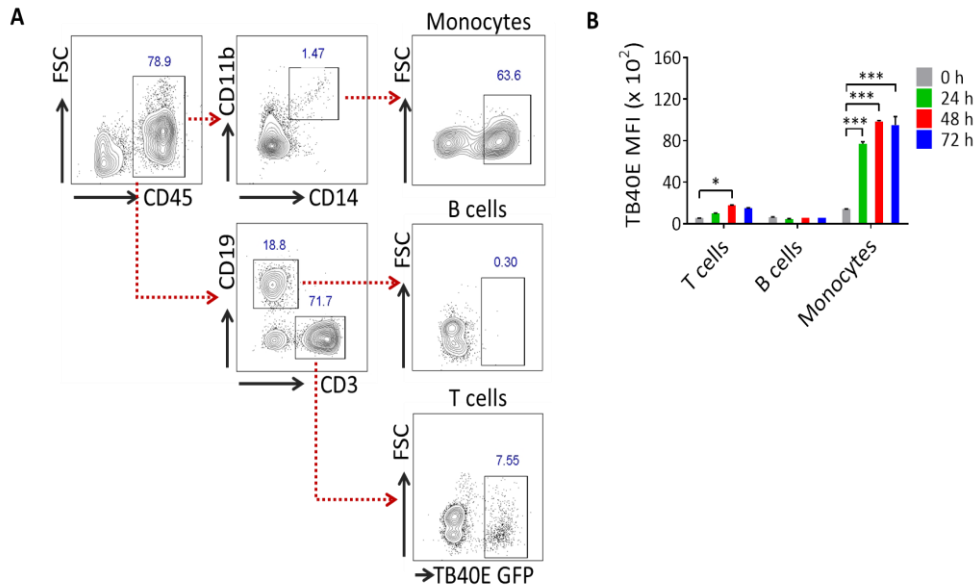 A
Monocytes
FSC
78.9
CD45
CD11b
1.47
CD14
FSC
63.6
B cells
CD19
18.8
71.7
CD3
FSC
0.30
T cells
FSC
7.55
TB40E GFP
B
TB40E MFI (x 10²)
160
120
80
40
0
*
***
***
***
T cells
B cells
Monocytes
0 h
24 h
48 h
72 h